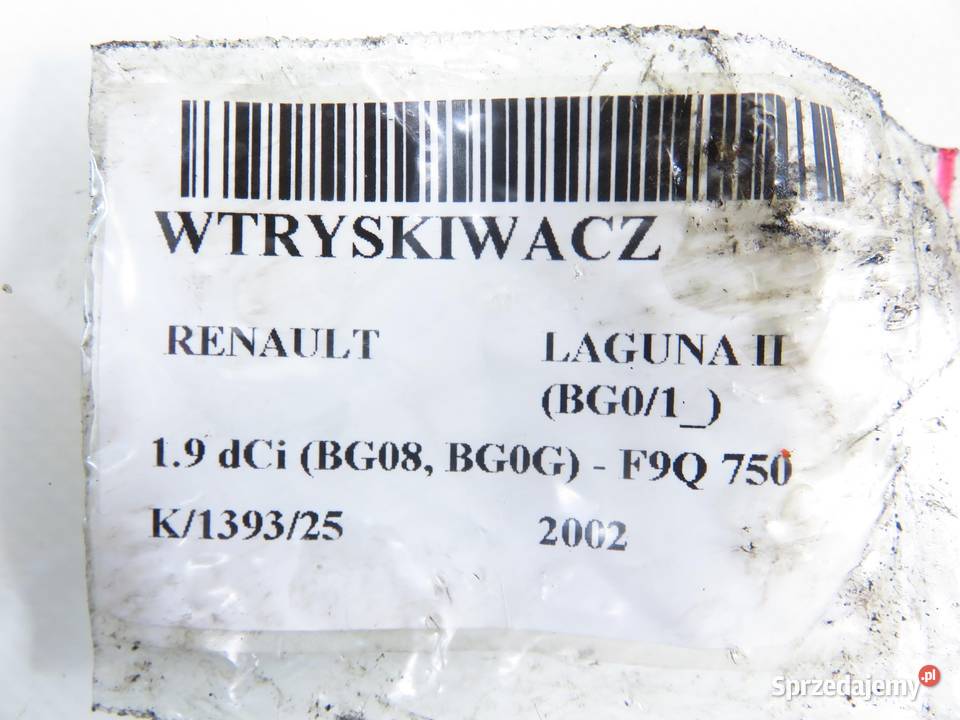 WTRYSKIWACZ
RENAULT LAGUNA II
(BG0/1_)
1.9 dCi (BG08, BG0G) - F9Q 750
K/1393/25 2002
Sprzedajemy.pl